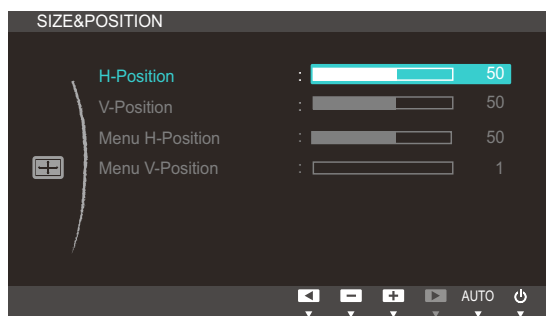 SIZE&POSITION
H-Position : 50
V-Position : 50
Menu H-Position : 50
Menu V-Position : 1
AUTO